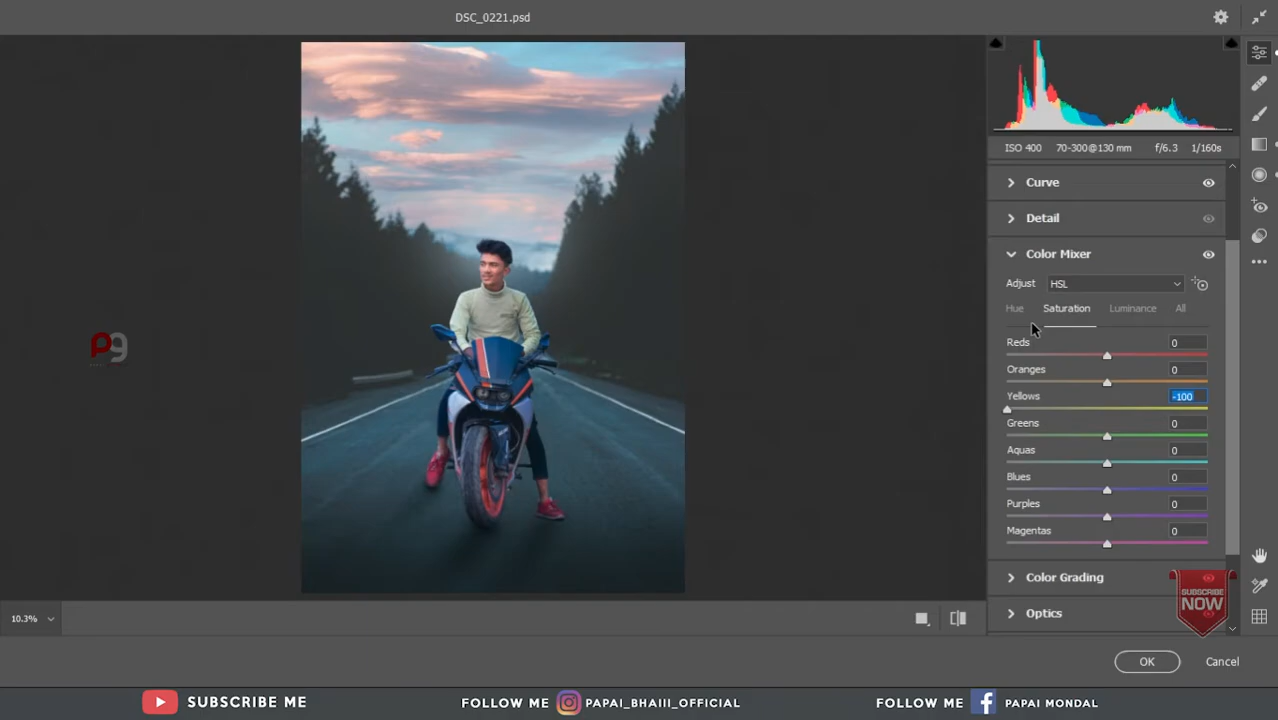 DSC_0221.psd
ISO 400 70-300@130 mm f/6.3 1/160s
Curve
Detail
Color Mixer
Adjust HSL
Hue Saturation Luminance All
Reds 0
Oranges 0
Yellows -100
Greens 0
Aquas 0
Blues 0
Purples 0
Magentas 0
Color Grading
Optics
SUBSCRIBE
NOW
pg
10.3%
OK Cancel
SUBSCRIBE ME FOLLOW ME PAPAI_BHAIII_OFFICIAL FOLLOW ME PAPAI MONDAL